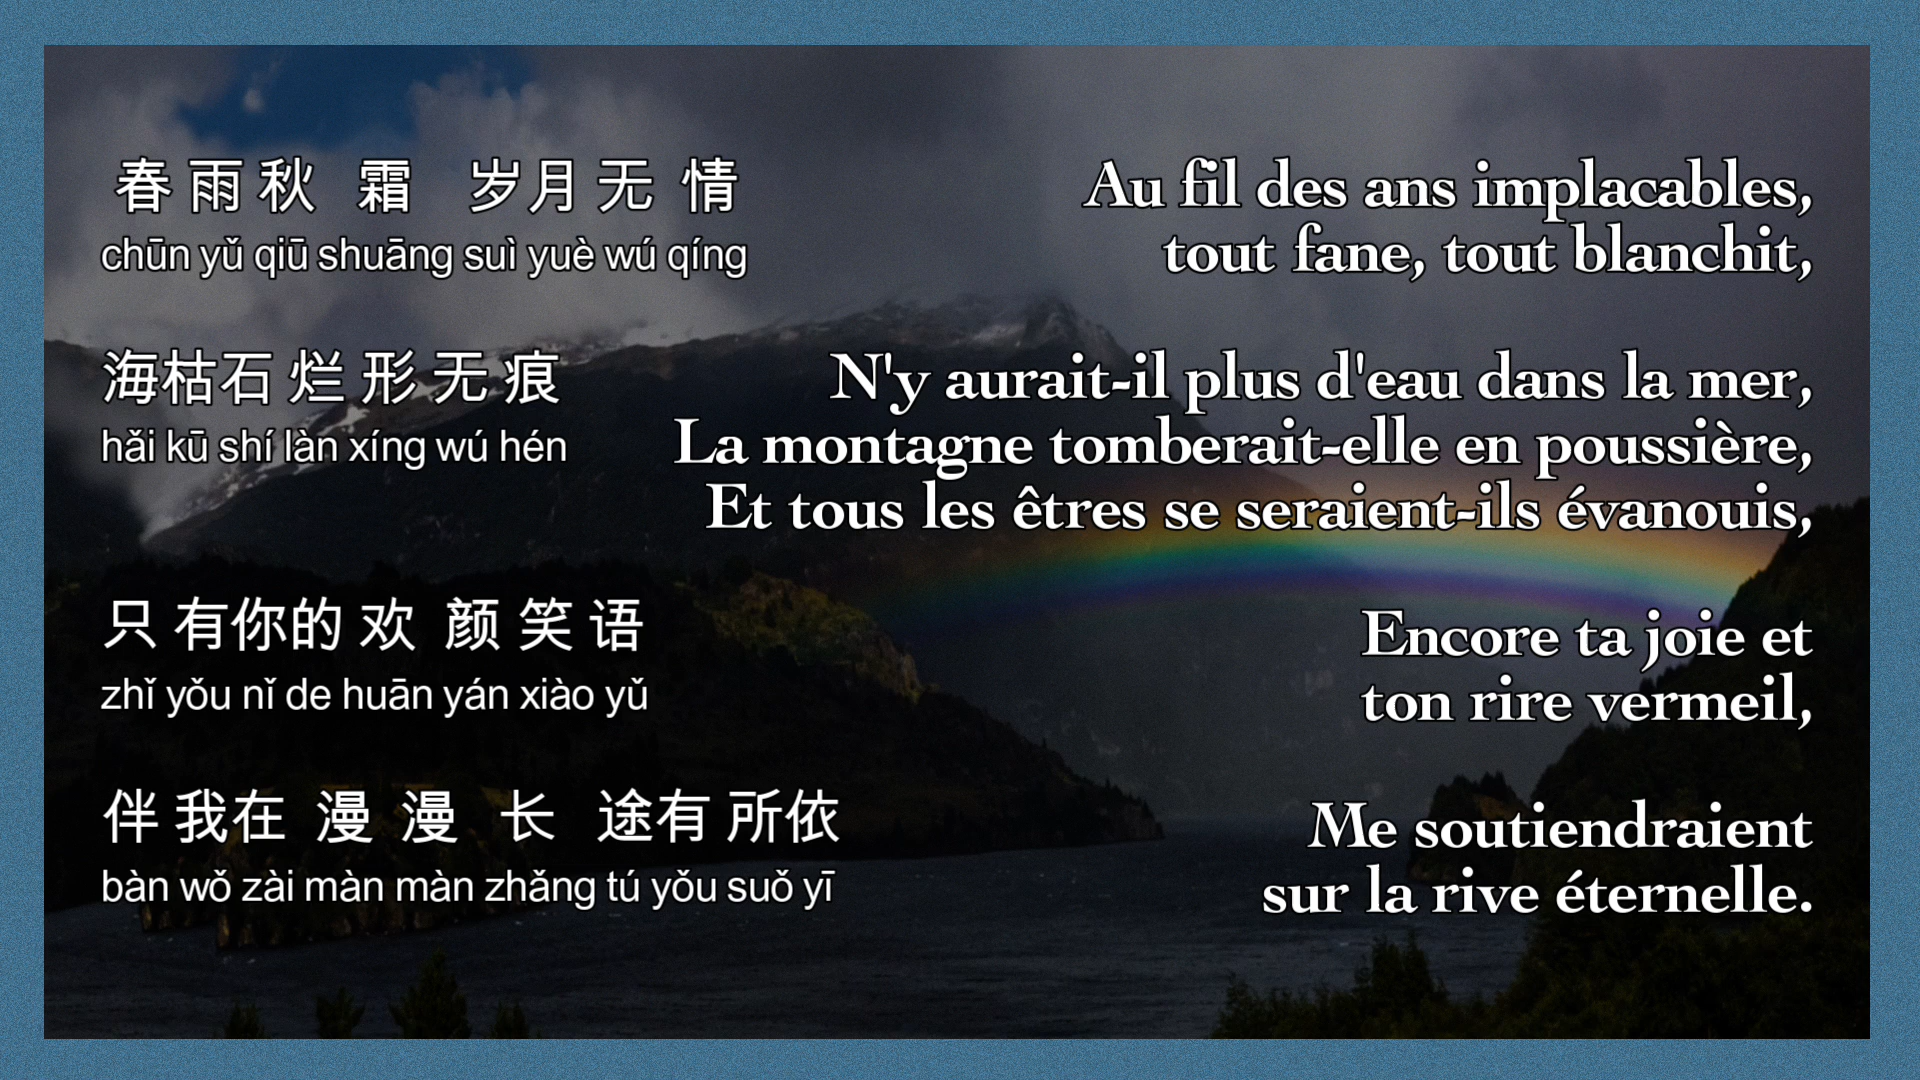 春雨秋霜岁月无情
chūn yǔ qiū shuāng suì yuè wú qíng
海枯石烂形无痕
hǎi kū shí làn xíng wú hén
只有你的欢颜笑语
zhǐ yǒu nǐ de huān yán xiào yǔ
伴我在漫漫长途有所依
bàn wǒ zài màn màn zhǎng tú yǒu suǒ yī
Au fil des ans implacables,
tout fane, tout blanchit,
N'y aurait-il plus d'eau dans la mer,
La montagne tomberait-elle en poussière,
Et tous les êtres se seraient-ils évanouis,
Encore ta joie et
ton rire vermeil,
Me soutiendraient
sur la rive éternelle.